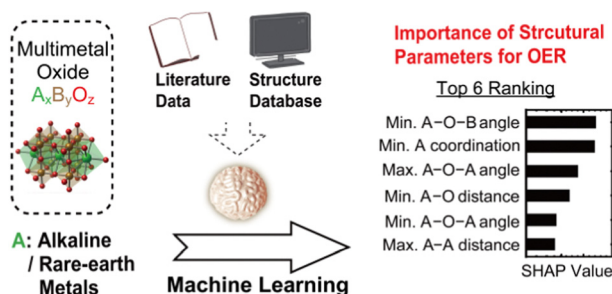 Multimetal
Oxide
AxByOz
A: Alkaline
/ Rare-earth
Metals
Literature
Data
Structure
Database
Machine Learning
Importance of Strcutural
Parameters for OER
Top 6 Ranking
Min. A–O–B angle
Min. A coordination
Max. A–O–A angle
Min. A–O distance
Min. A–O–A angle
Max. A–A distance
SHAP Value